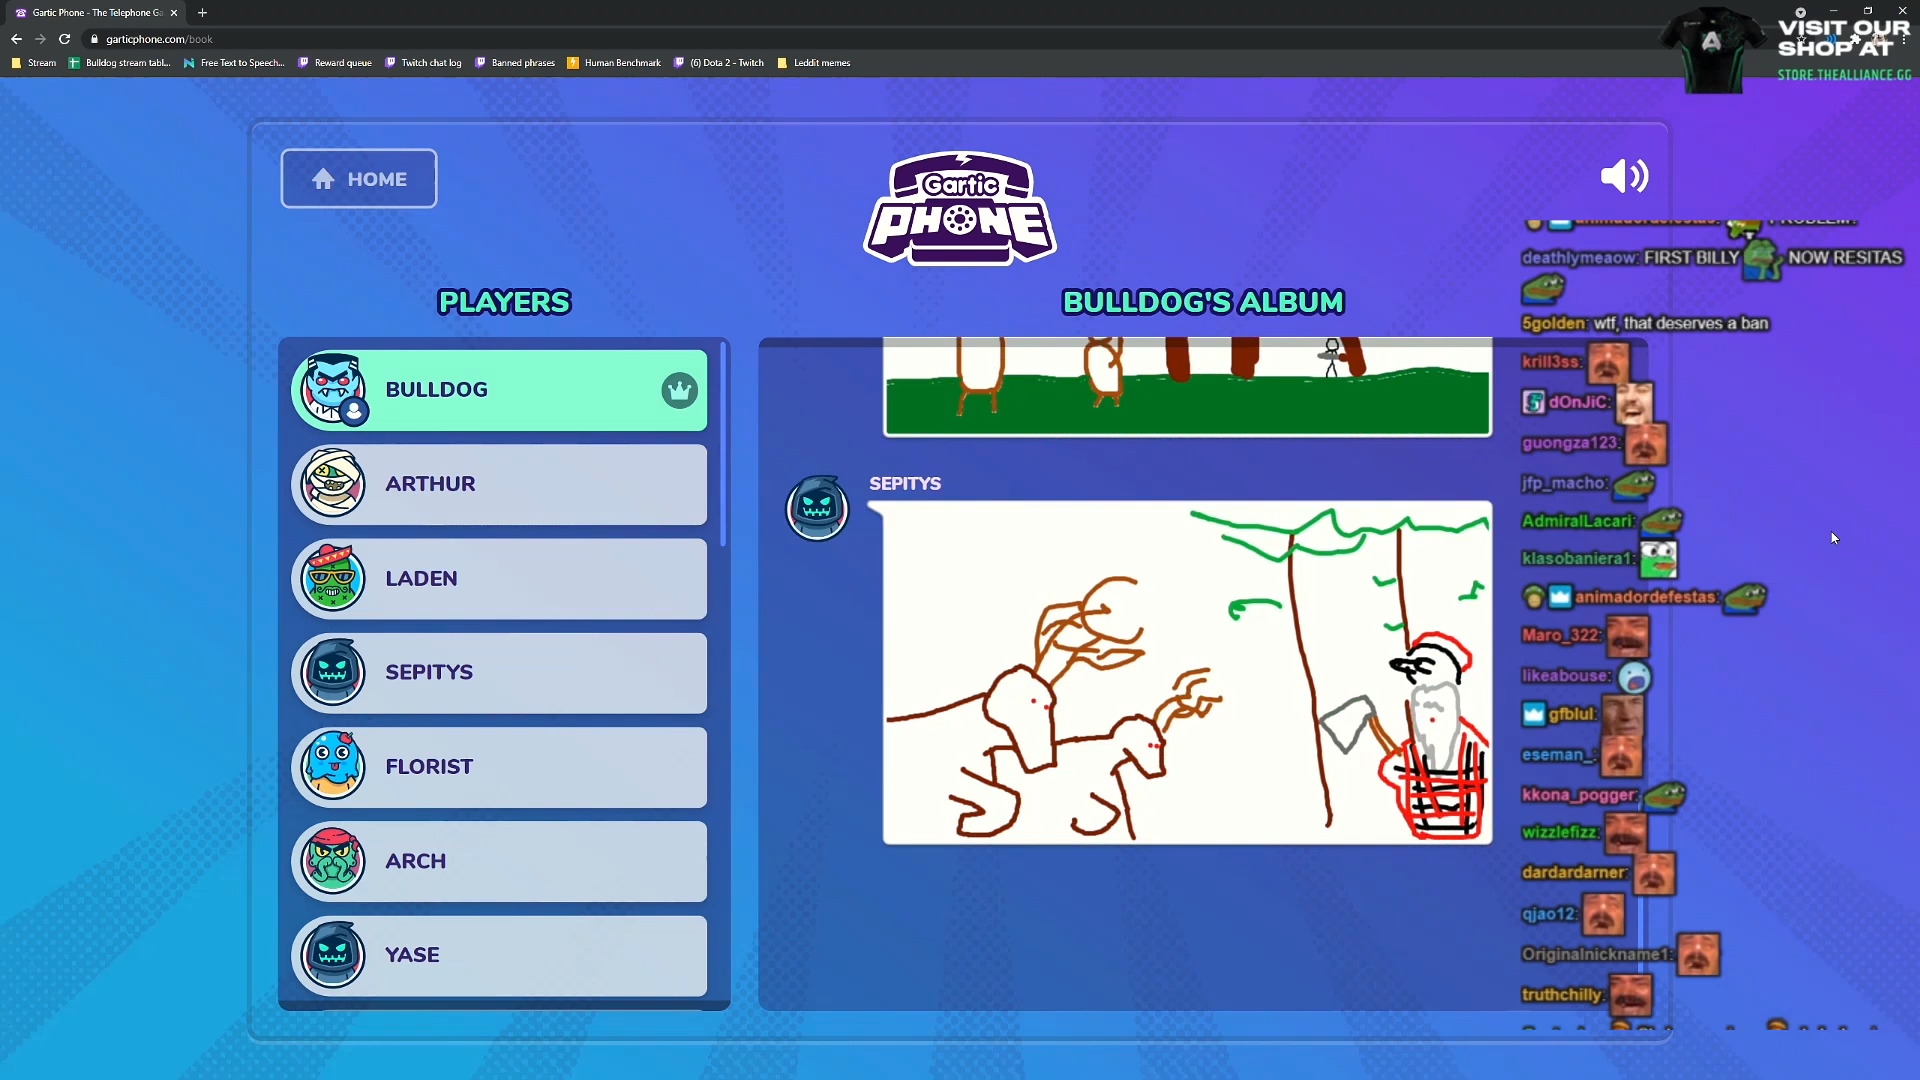 Gartic Phone - The Telephone Ga
garticphone.com/book
Stream
Bulldog stream tabl...
Free Text to Speech...
Reward queue
Twitch chat log
Banned phrases
Human Benchmark
(6) Dota 2 - Twitch
Leddit memes
VISIT OUR
SHOP AT
STORE.THEALLIANCE.GG
HOME
Gartic
PHONE
PLAYERS
BULLDOG'S ALBUM
BULLDOG
ARTHUR
LADEN
SEPITYS
FLORIST
ARCH
YASE
SEPITYS
deathlymeaow: FIRST BILLY NOW RESITAS
5golden: wtf, that deserves a ban
krill3ss:
dOnJiC:
guongza123:
jfp_macho:
AdmiralLacari:
klasobaniera1:
animadordefestas:
Maro_322:
likeabouse:
gfblul:
eseman_:
kkona_pogger:
wizzlefizz:
dardardarner:
qjao12:
Originalnickname1:
truthchilly: